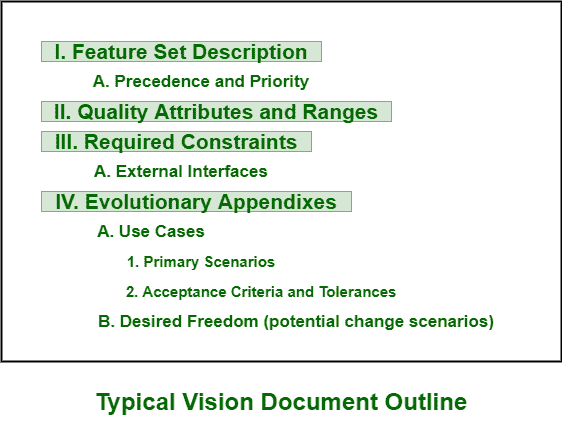 I. Feature Set Description
A. Precedence and Priority
II. Quality Attributes and Ranges
III. Required Constraints
A. External Interfaces
IV. Evolutionary Appendixes
A. Use Cases
1. Primary Scenarios
2. Acceptance Criteria and Tolerances
B. Desired Freedom (potential change scenarios)
Typical Vision Document Outline